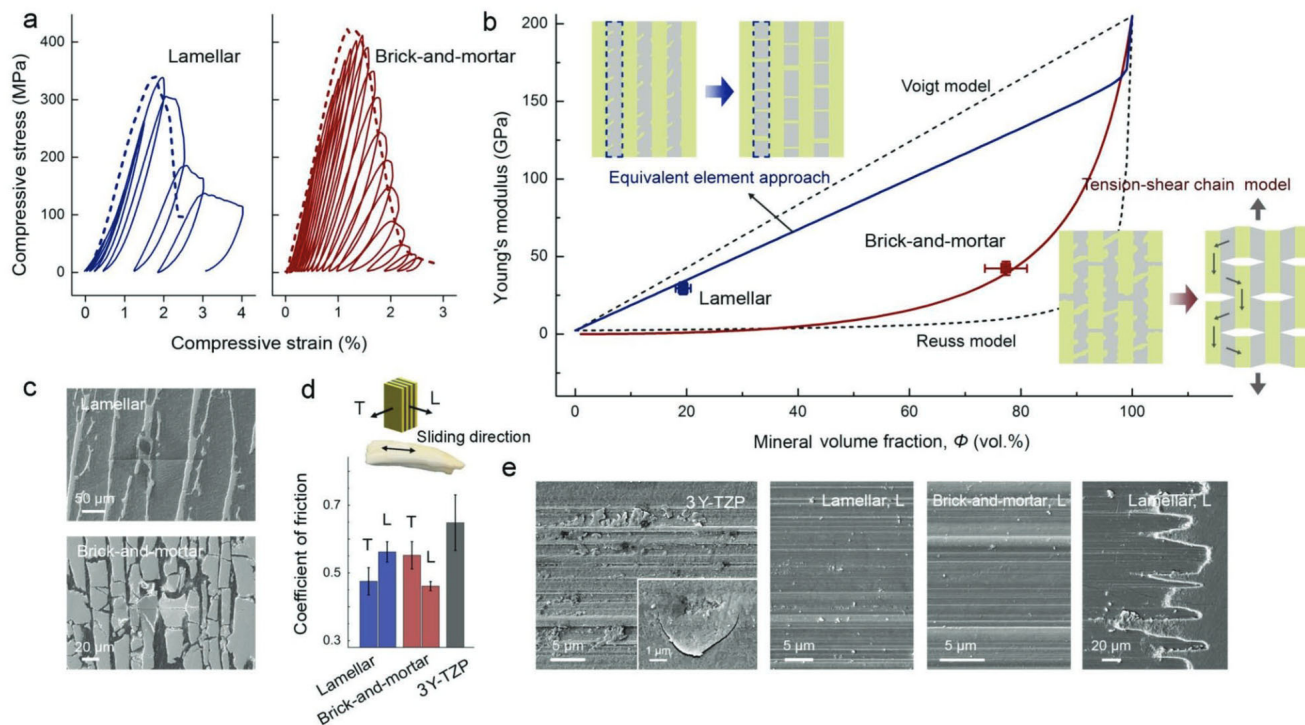 a
Compressive stress (MPa)
400
300
200
100
0
Lamellar
Brick-and-mortar
0 1 2 3 4
0 1 2 3
Compressive strain (%)
b
Young's modulus (GPa)
200
150
100
50
0
Voigt model
Equivalent element approach
Tension-shear chain model
Brick-and-mortar
Lamellar
Reuss model
0 20 40 60 80 100
Mineral volume fraction, Φ (vol.%)
c
Lamellar
50 µm
Brick-and-mortar
20 µm
d
T L
Sliding direction
Coefficient of friction
0.7
0.5
0.3
T L T L
Lamellar
Brick-and-mortar
3Y-TZP
e
3Y-TZP
5 µm
1 µm
Lamellar, L
5 µm
Brick-and-mortar, L
5 µm
Lamellar, L
20 µm